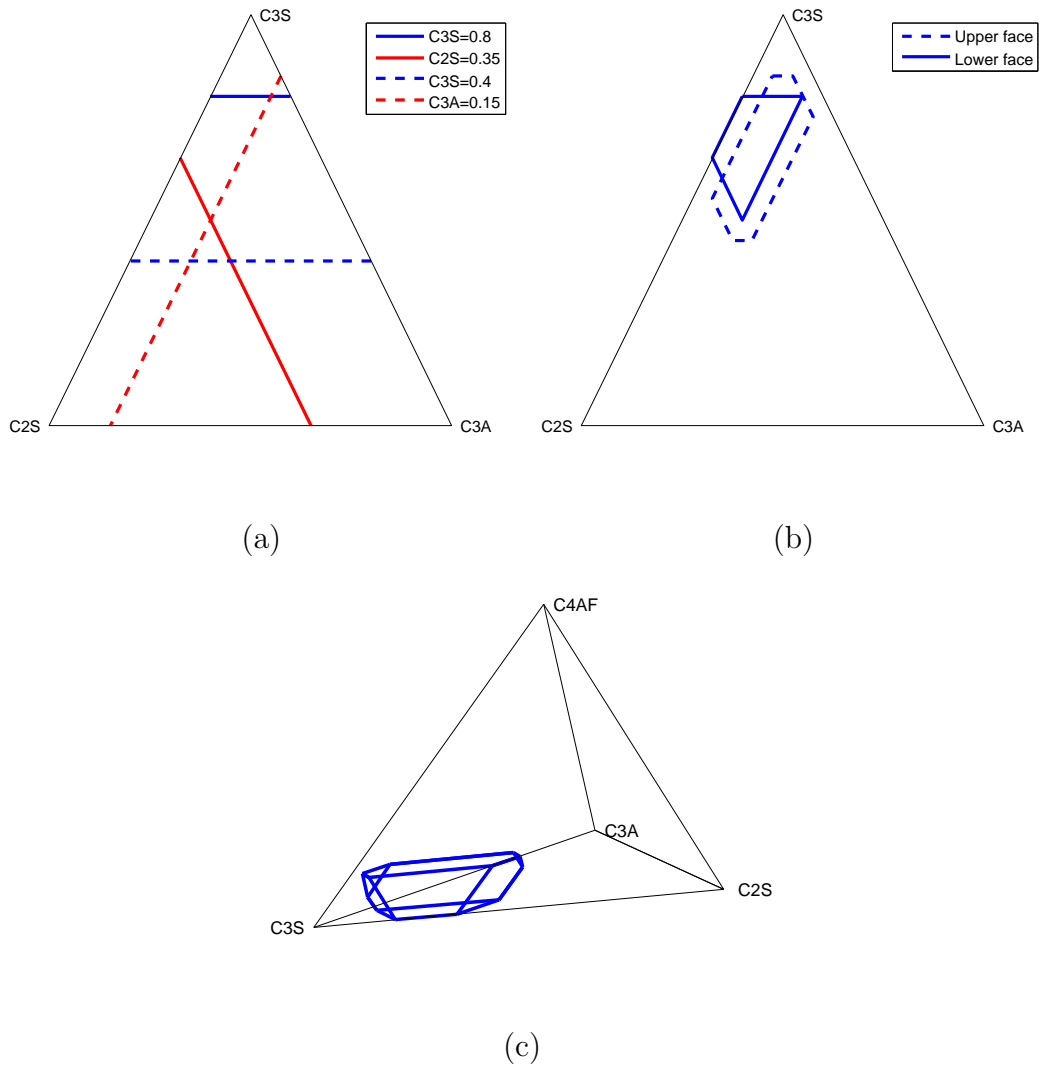 C3S
C3S=0.8
C2S=0.35
C3S=0.4
C3A=0.15
C2S
C3A
(a)
C3S
Upper face
Lower face
C2S
C3A
(b)
C4AF
C3A
C2S
C3S
(c)